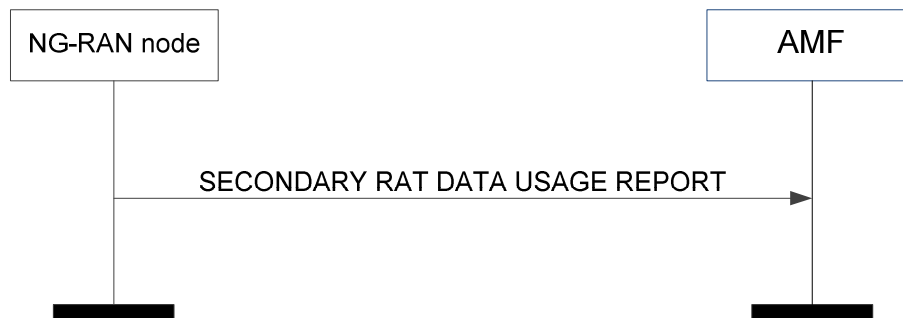 NG-RAN node
AMF
SECONDARY RAT DATA USAGE REPORT